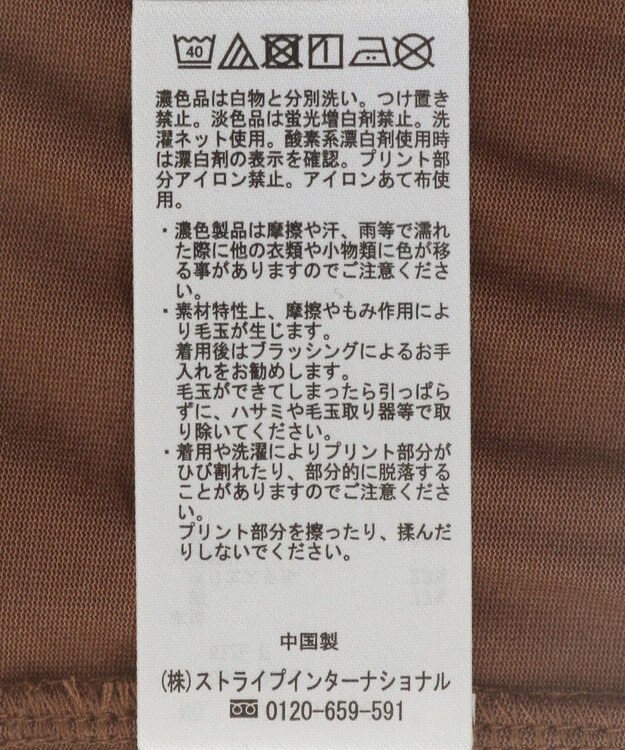 40
濃色品は白物と分別洗い。つけ置き
禁止。淡色品は蛍光増白剤禁止。洗
濯ネット使用。酸素系漂白剤使用時
は漂白剤の表示を確認。プリント部
分アイロン禁止。アイロンあて布使
用。
・濃色製品は摩擦や汗、雨等で濡れ
た際に他の衣類や小物類に色が移
る事がありますのでご注意くださ
い。
・素材特性上、摩擦やもみ作用によ
り毛玉が生じます。
着用後はブラッシングによるお手
入れをお勧めします。
毛玉ができてしまったら引っぱら
ずに、ハサミや毛玉取り器等で取
り除いてください。
・着用や洗濯によりプリント部分が
ひび割れたり、部分的に脱落する
ことがありますのでご注意くださ
い。
プリント部分を擦ったり、揉んだ
りしないでください。
中国製
(株)ストライプインターナショナル
0120-659-591